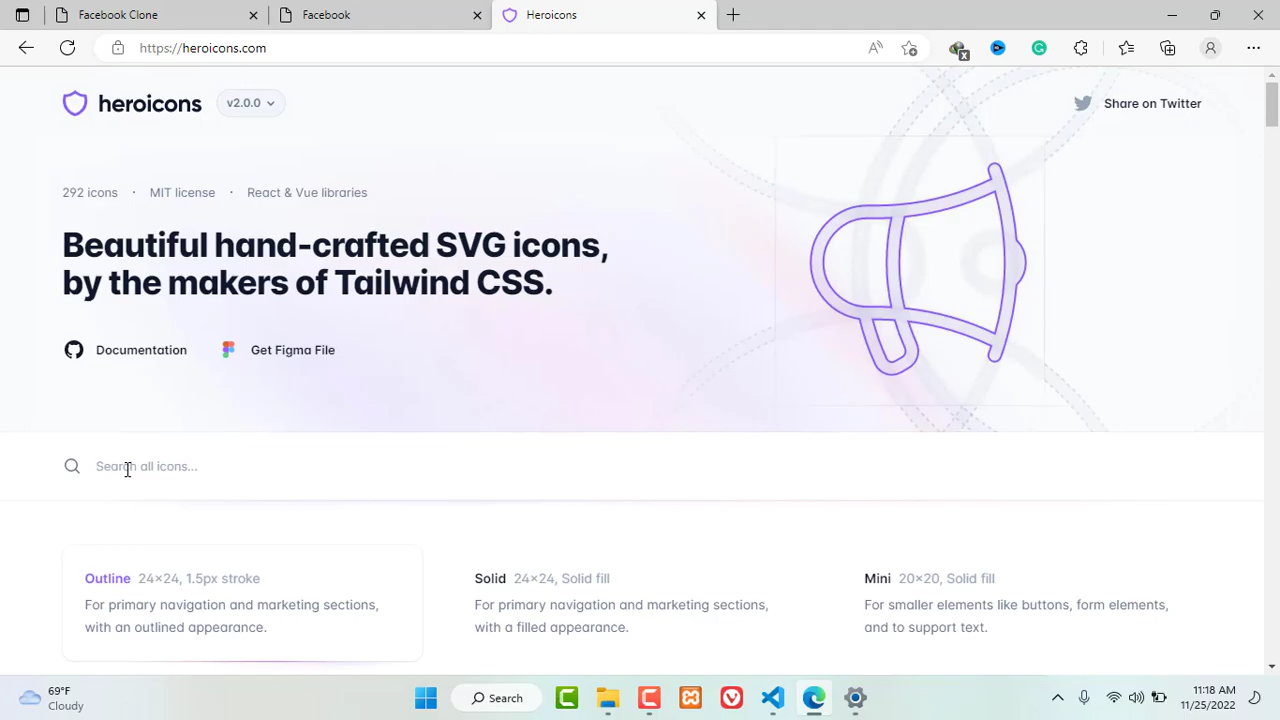 Facebook Clone
Facebook
Heroicons
https://heroicons.com
heroicons
v2.0.0
Share on Twitter
292 icons · MIT license · React & Vue libraries
Beautiful hand-crafted SVG icons,
by the makers of Tailwind CSS.
Documentation
Get Figma File
Search all icons...
Outline 24×24, 1.5px stroke
For primary navigation and marketing sections,
with an outlined appearance.
Solid 24×24, Solid fill
For primary navigation and marketing sections,
with a filled appearance.
Mini 20×20, Solid fill
For smaller elements like buttons, form elements,
and to support text.
69°F
Cloudy
Search
11:18 AM
11/25/2022